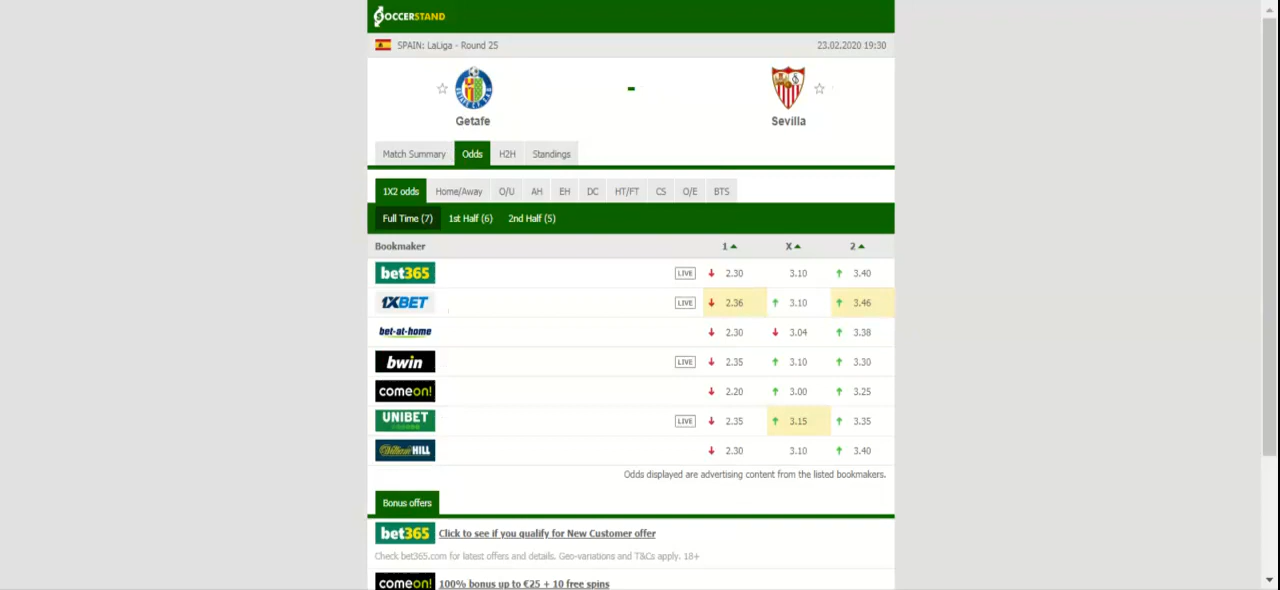 SOCCERSTAND
SPAIN: LaLiga - Round 25 23.02.2020 19:30
-
Getafe Sevilla
Match Summary Odds H2H Standings
1X2 odds Home/Away O/U AH EH DC HT/FT CS O/E BTS
Full Time (7) 1st Half (6) 2nd Half (5)
Bookmaker 1 X 2
bet365 LIVE 2.30 3.10 3.40
1XBET LIVE 2.36 3.10 3.46
bet-at-home 2.30 3.04 3.38
bwin LIVE 2.35 3.10 3.30
comeon! 2.20 3.00 3.25
UNIBET LIVE 2.35 3.15 3.35
William HILL 2.30 3.10 3.40
Odds displayed are advertising content from the listed bookmakers.
Bonus offers
bet365 Click to see if you qualify for New Customer offer
Check bet365.com for latest offers and details. Geo-variations and T&Cs apply. 18+
comeon! 100% bonus up to €25 + 10 free spins